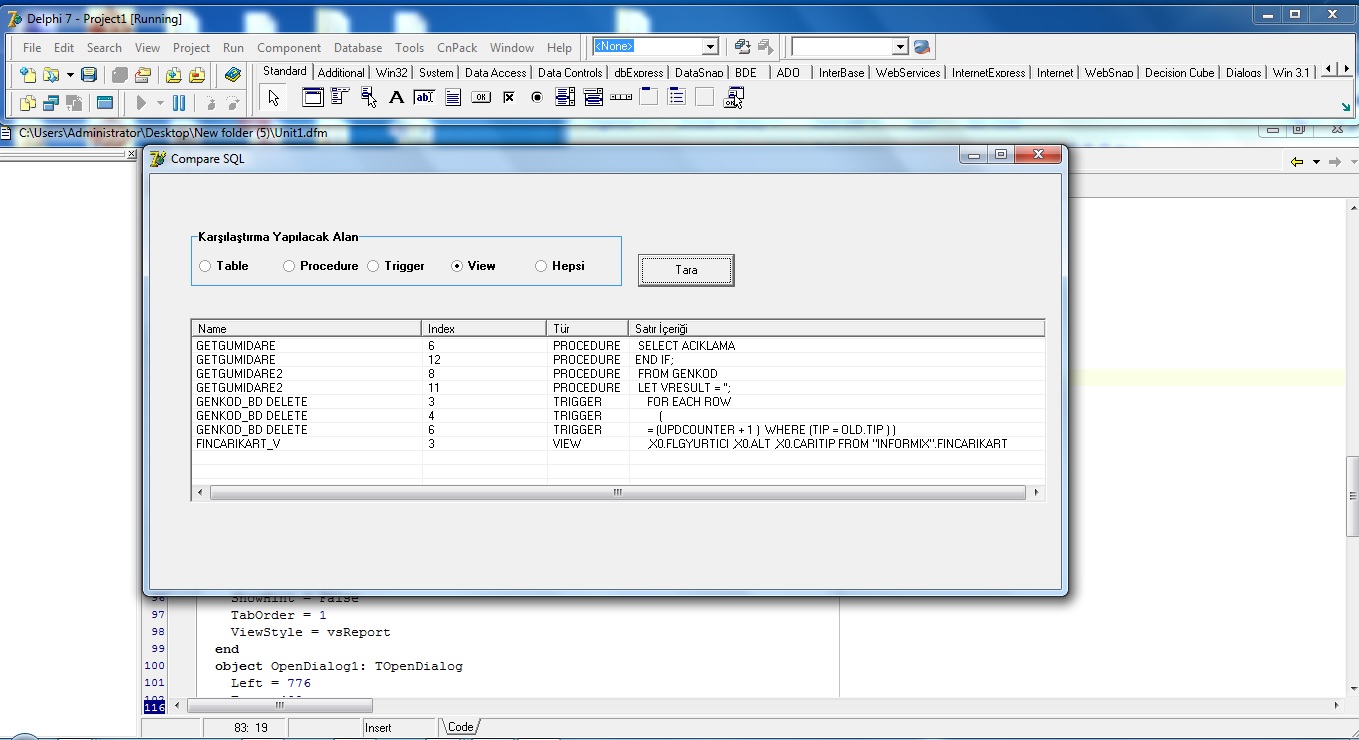 Delphi 7 - Project1 [Running]
File Edit Search View Project Run Component Database Tools CnPack Window Help <None>
Standard Additional Win32 System Data Access Data Controls dbExpress DataSnap BDE ADO InterBase WebServices InternetExpress Internet WebSnap Decision Cube Dialogs Win 3.1
C:\Users\Administrator\Desktop\New folder (5)\Unit1.dfm
Compare SQL
Karşılaştırma Yapılacak Alan
Table Procedure Trigger View Hepsi
Tara
Name Index Tür Satır İçeriği
GETGUMIDARE 6 PROCEDURE SELECT ACIKLAMA
GETGUMIDARE 12 PROCEDURE END IF;
GETGUMIDARE2 8 PROCEDURE FROM GENKOD
GETGUMIDARE2 11 PROCEDURE LET VRESULT = '';
GENKOD_BD DELETE 3 TRIGGER FOR EACH ROW
GENKOD_BD DELETE 4 TRIGGER (
GENKOD_BD DELETE 6 TRIGGER = (UPDCOUNTER + 1 ) WHERE (TIP = OLD.TIP ) )
FINCARIKART_V 3 VIEW ,X0.FLGYURTICI ,X0.ALT ,X0.CARITIP FROM "INFORMIX".FINCARIKART
96 ShowHint = False
97 TabOrder = 1
98 ViewStyle = vsReport
99 end
100 object OpenDialog1: TOpenDialog
101 Left = 776
116
83: 19 Insert Code